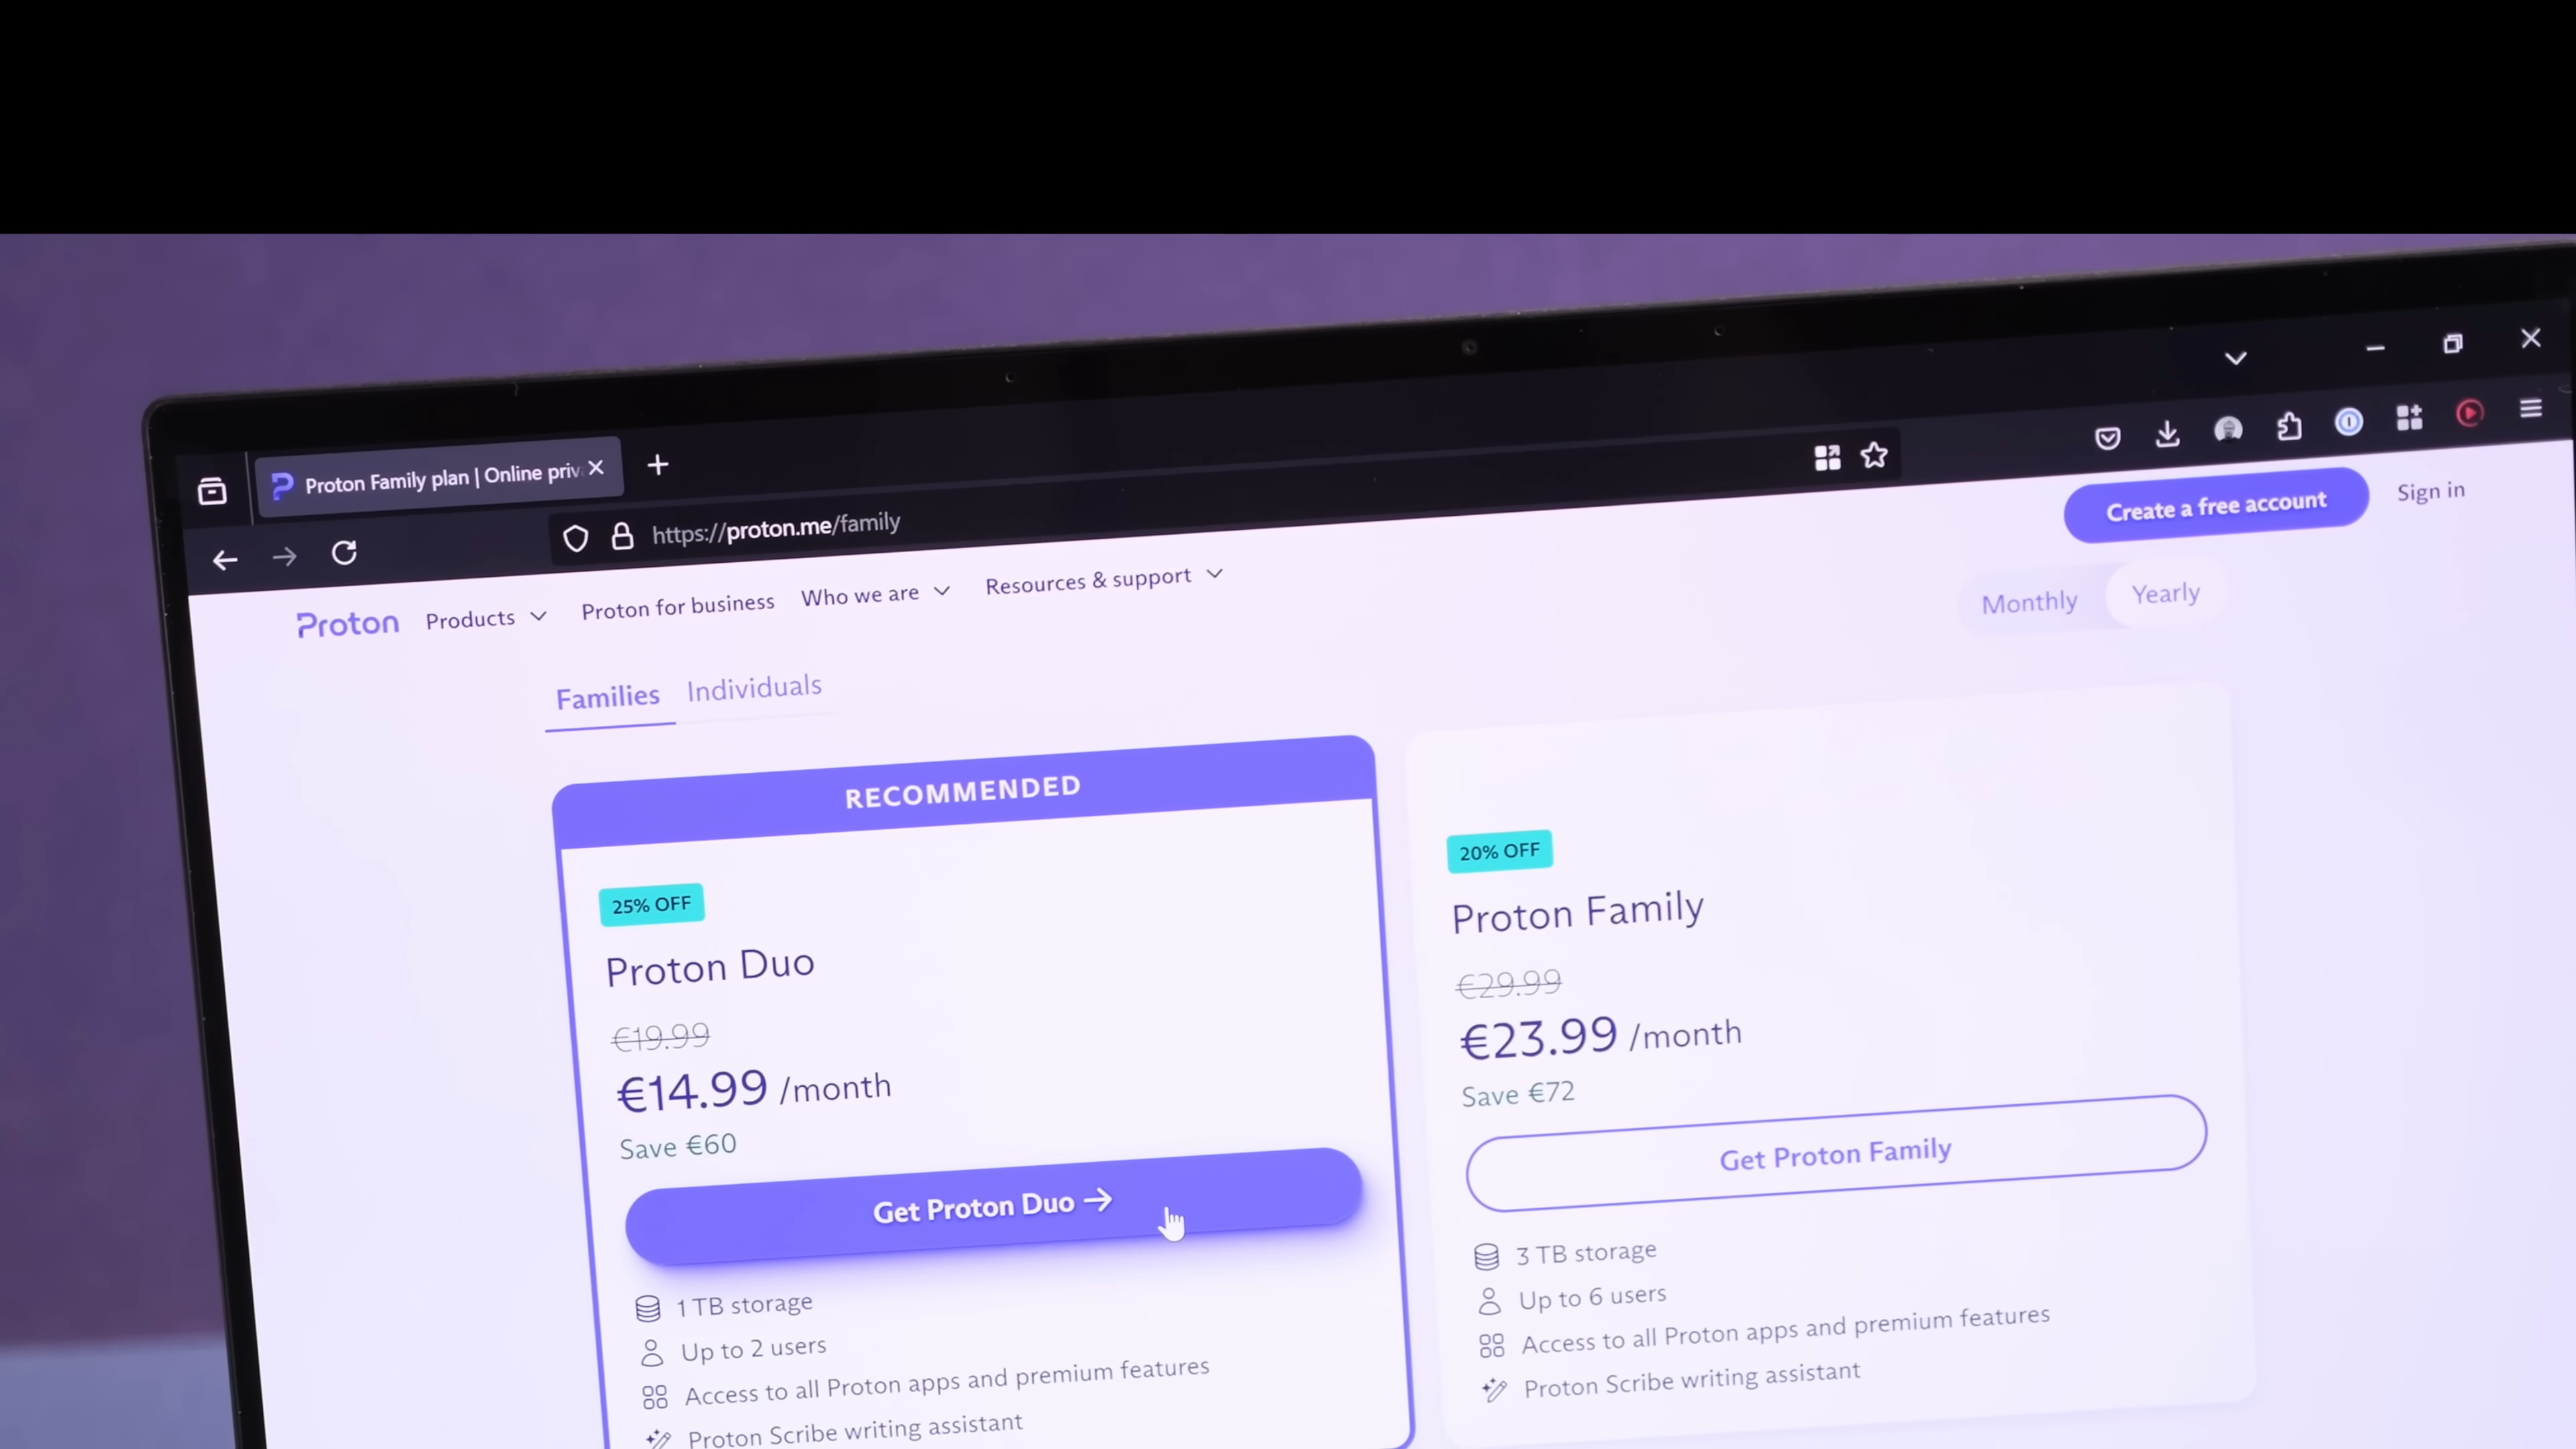 Proton Family plan | Online priv
https://proton.me/family
Create a free account
Sign in
Proton
Products
Proton for business
Who we are
Resources & support
Monthly
Yearly
Families
Individuals
RECOMMENDED
25% OFF
Proton Duo
€19.99
€14.99 /month
Save €60
Get Proton Duo →
1 TB storage
Up to 2 users
Access to all Proton apps and premium features
Proton Scribe writing assistant
20% OFF
Proton Family
€29.99
€23.99 /month
Save €72
Get Proton Family
3 TB storage
Up to 6 users
Access to all Proton apps and premium features
Proton Scribe writing assistant